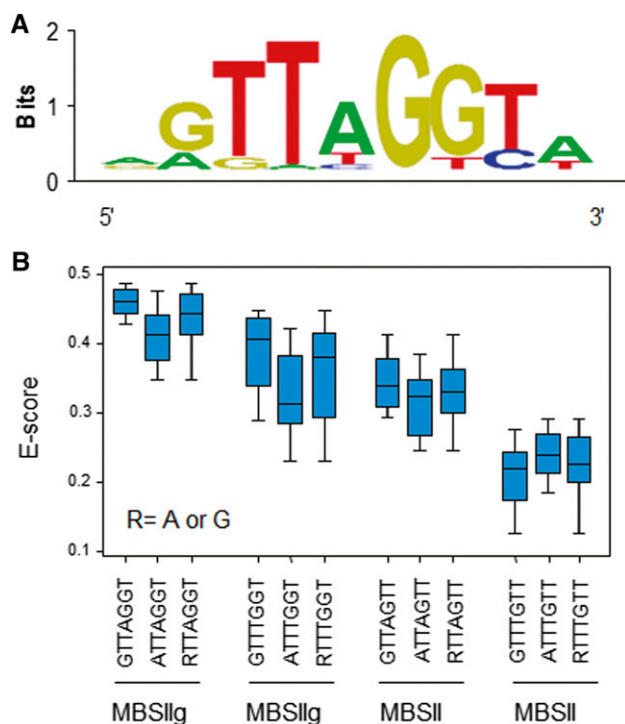 A
Bits
2
1
0
GTTAGGTA
5'
3'
B
E-score
0.5
0.4
0.3
0.2
0.1
R= A or G
GTTAGGT
ATTAGGT
RTTAGGT
GTTTGGT
ATTTGGT
RTTTGGT
GTTAGTT
ATTAGTT
RTTAGTT
GTTTGTT
ATTTGTT
RTTTGTT
MBSIIg
MBSIIg
MBSII
MBSII